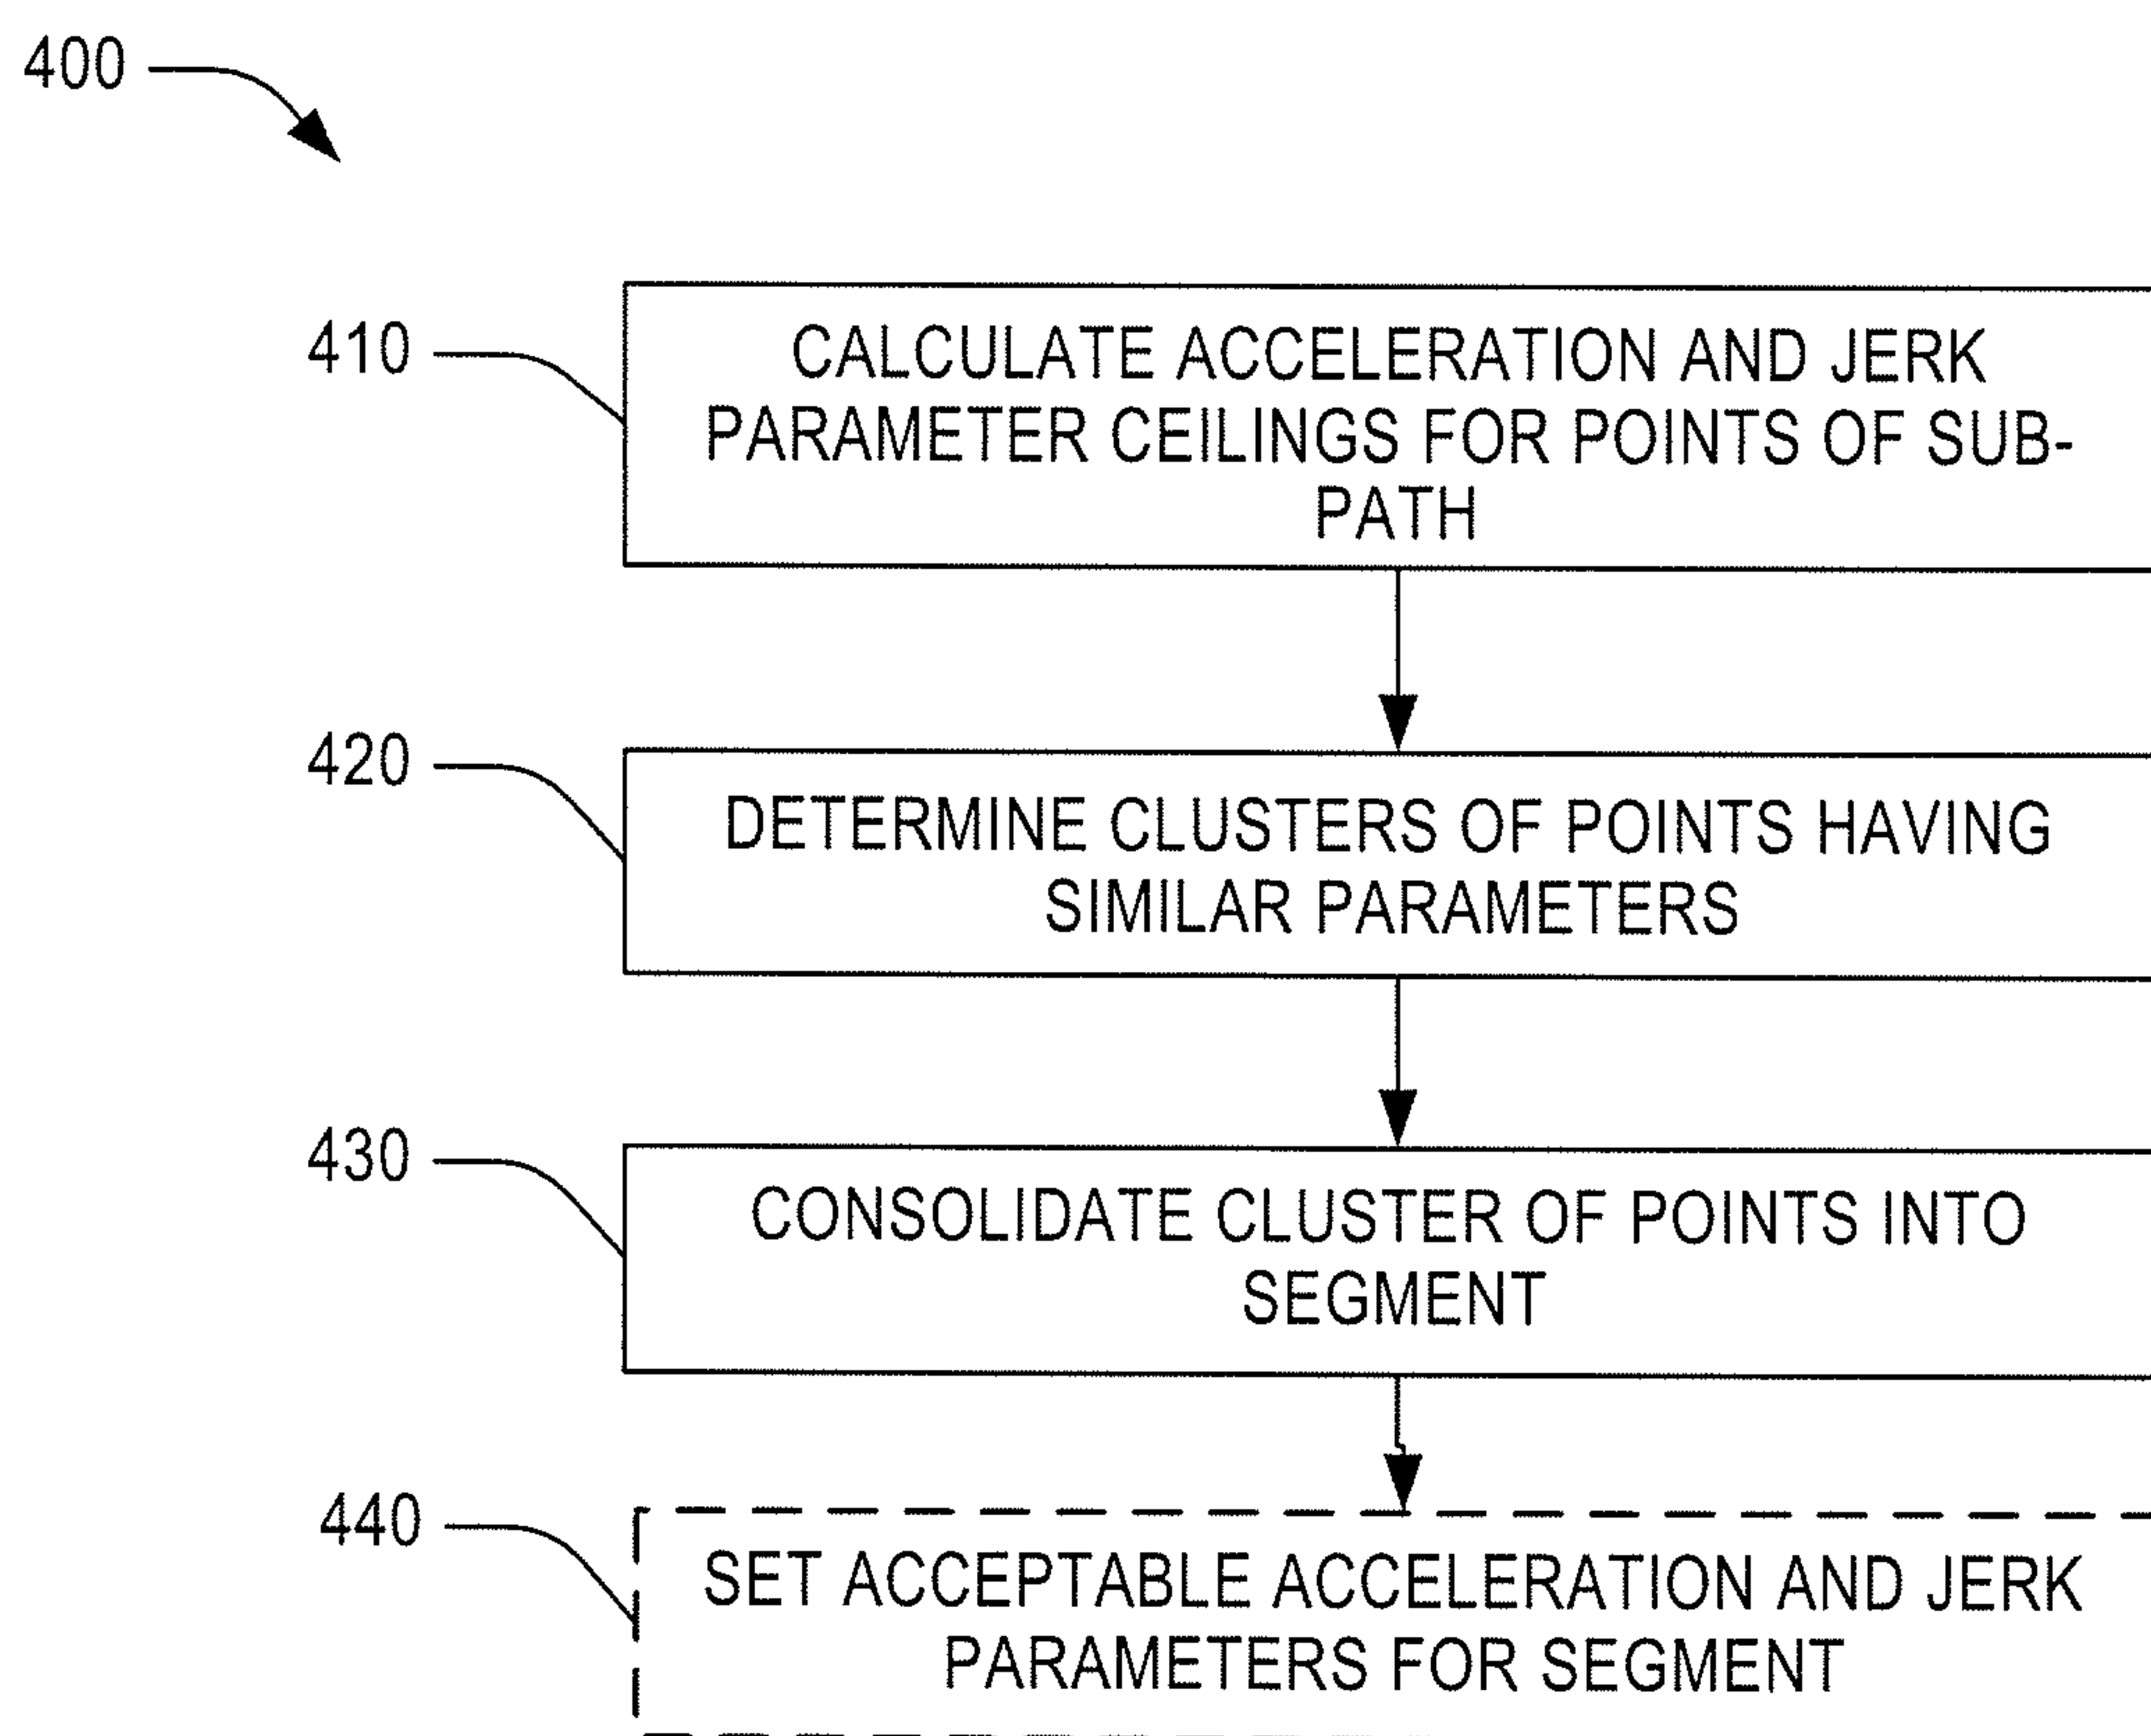 400
410
CALCULATE ACCELERATION AND JERK
PARAMETER CEILINGS FOR POINTS OF SUB-
PATH
420
DETERMINE CLUSTERS OF POINTS HAVING
SIMILAR PARAMETERS
430
CONSOLIDATE CLUSTER OF POINTS INTO
SEGMENT
440
SET ACCEPTABLE ACCELERATION AND JERK
PARAMETERS FOR SEGMENT